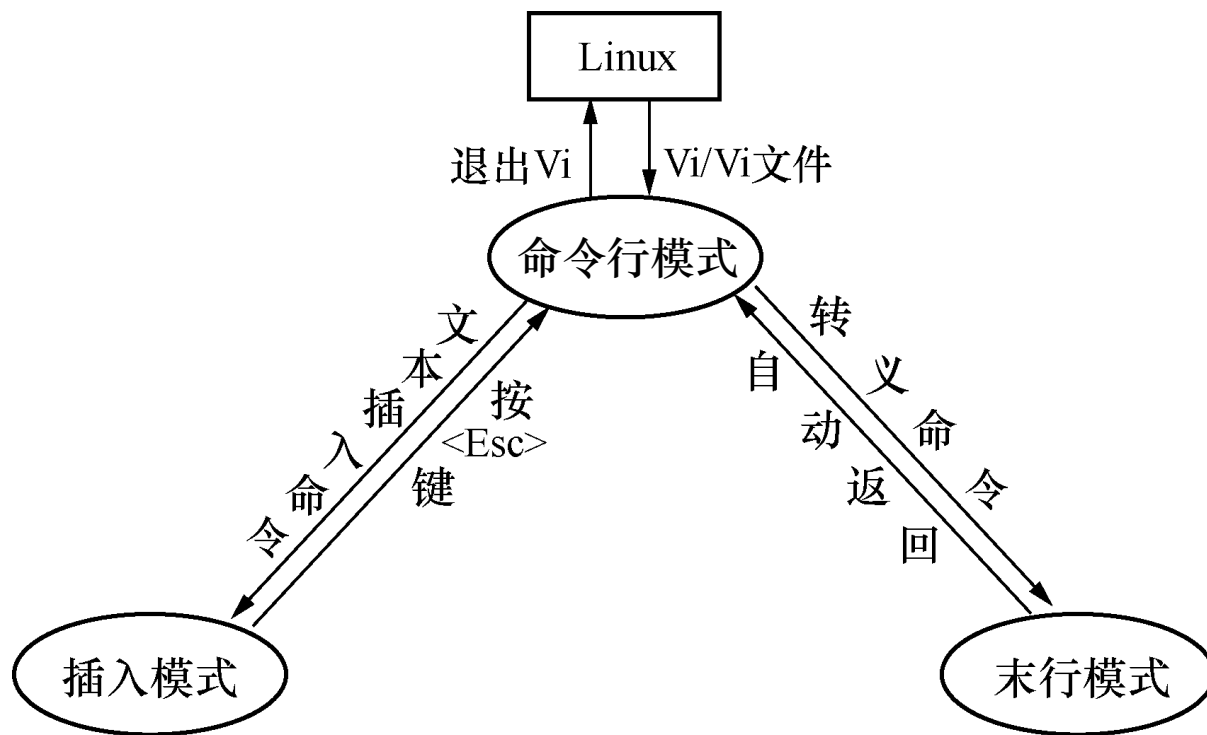 Linux
退出Vi
Vi/Vi文件
命令行模式
文本插入命令
按<Esc>键
自动返回
转义命令
插入模式
末行模式